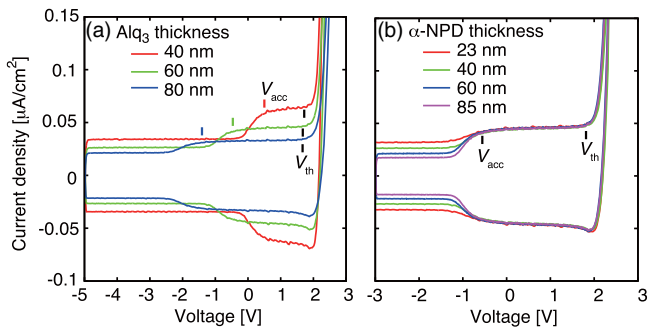 (a) Alq3 thickness
40 nm
60 nm
80 nm
Vacc
Vth
0.15
0.1
0.05
0
-0.05
-0.1
Current density [µA/cm²]
-5 -4 -3 -2 -1 0 1 2 3
Voltage [V]
(b) α-NPD thickness
23 nm
40 nm
60 nm
85 nm
Vacc
Vth
-3 -2 -1 0 1 2 3
Voltage [V]